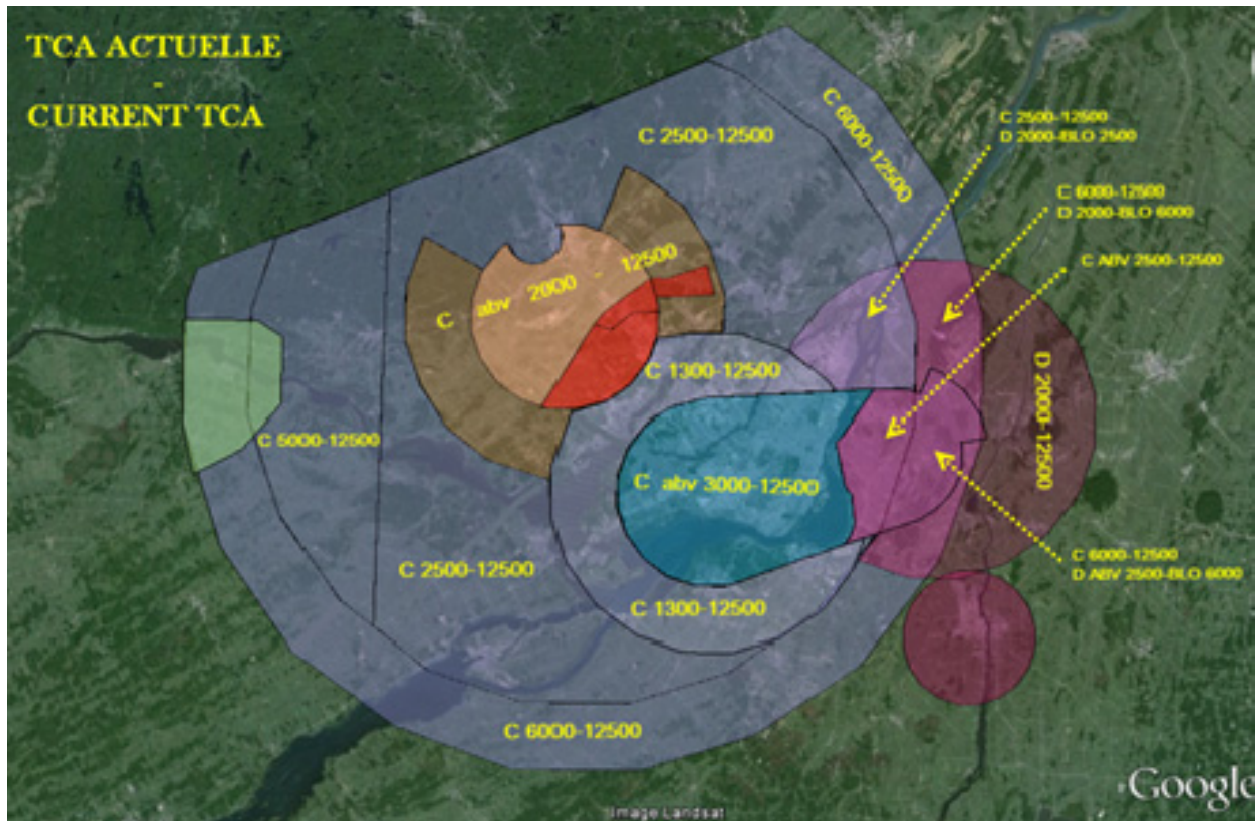 TCA ACTUELLE
-
CURRENT TCA
C 2500-12500
C 6000-12500
C 2500-12500
D 2000-BLO 2500
C 6000-12500
D 2000-BLO 6000
C ABV 2500-12500
C abv 2000 - 12500
C 1300-12500
D 2000-12500
C 5000-12500
C abv 3000-12500
C 2500-12500
C 6000-12500
D ABV 2500-BLO 6000
C 1300-12500
C 6000-12500
Google
Image Landsat